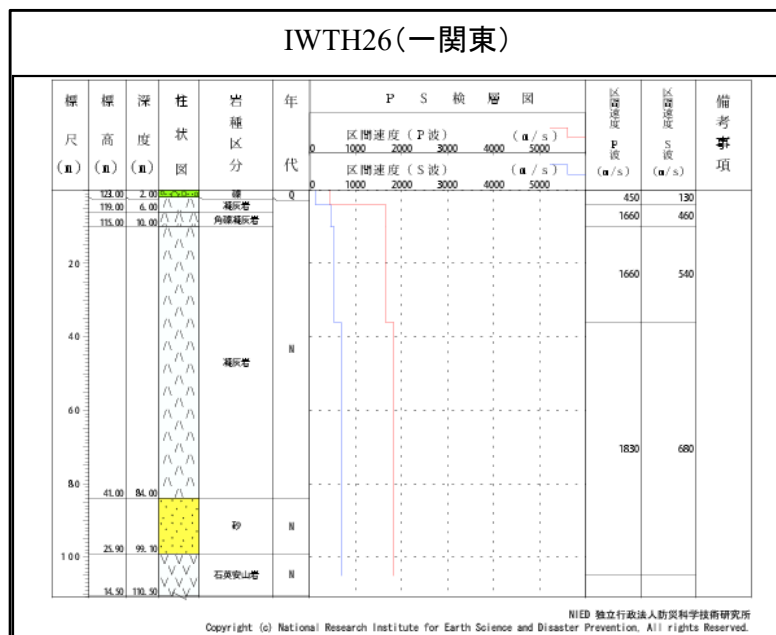 IWTH26(一関東)
標尺(m)
標高(m)
深度(m)
柱状図
岩種区分
年代
PS検層図
区間速度(P波) (m/s)
0 1000 2000 3000 4000 5000
区間速度(S波) (m/s)
0 1000 2000 3000 4000 5000
区間速度 P波 (m/s)
区間速度 S波 (m/s)
備考事項
123.00 2.00 礫 Q 450 130
119.00 6.00 凝灰岩 1660 460
115.00 10.00 角礫凝灰岩
20 1660 540
40 凝灰岩 N
60 1830 680
80
41.00 84.00
砂 N
100 25.90 99.10
石英安山岩 N
14.50 110.50
NIED 独立行政法人防災科学技術研究所
Copyright (c) National Research Institute for Earth Science and Disaster Prevention, All rights Reserved.